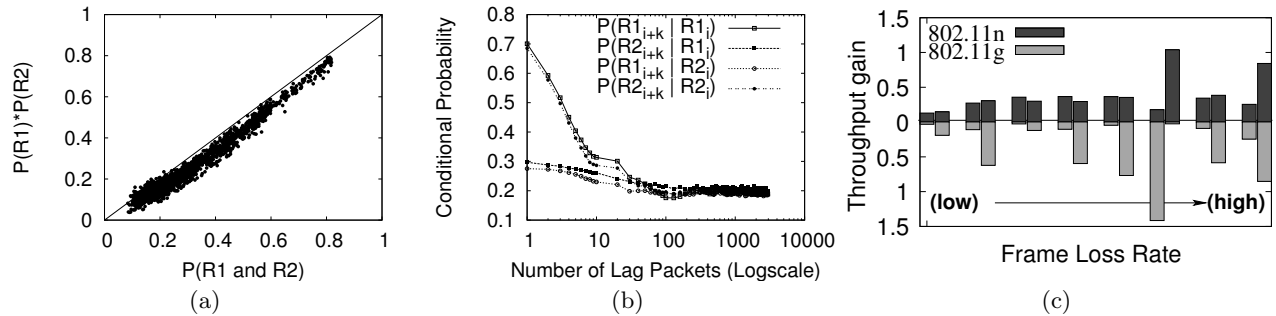 P(R1)*P(R2)
1
0.8
0.6
0.4
0.2
0
0 0.2 0.4 0.6 0.8 1
P(R1 and R2)
(a)
Conditional Probability
0.8
0.7
0.6
0.5
0.4
0.3
0.2
0.1
P(R1i+k | R1i)
P(R2i+k | R1i)
P(R1i+k | R2i)
P(R2i+k | R2i)
1 10 100 1000 10000
Number of Lag Packets (Logscale)
(b)
Throughput gain
1.5
1
0.5
0
0.5
1
1.5
802.11n
802.11g
(low) (high)
Frame Loss Rate
(c)